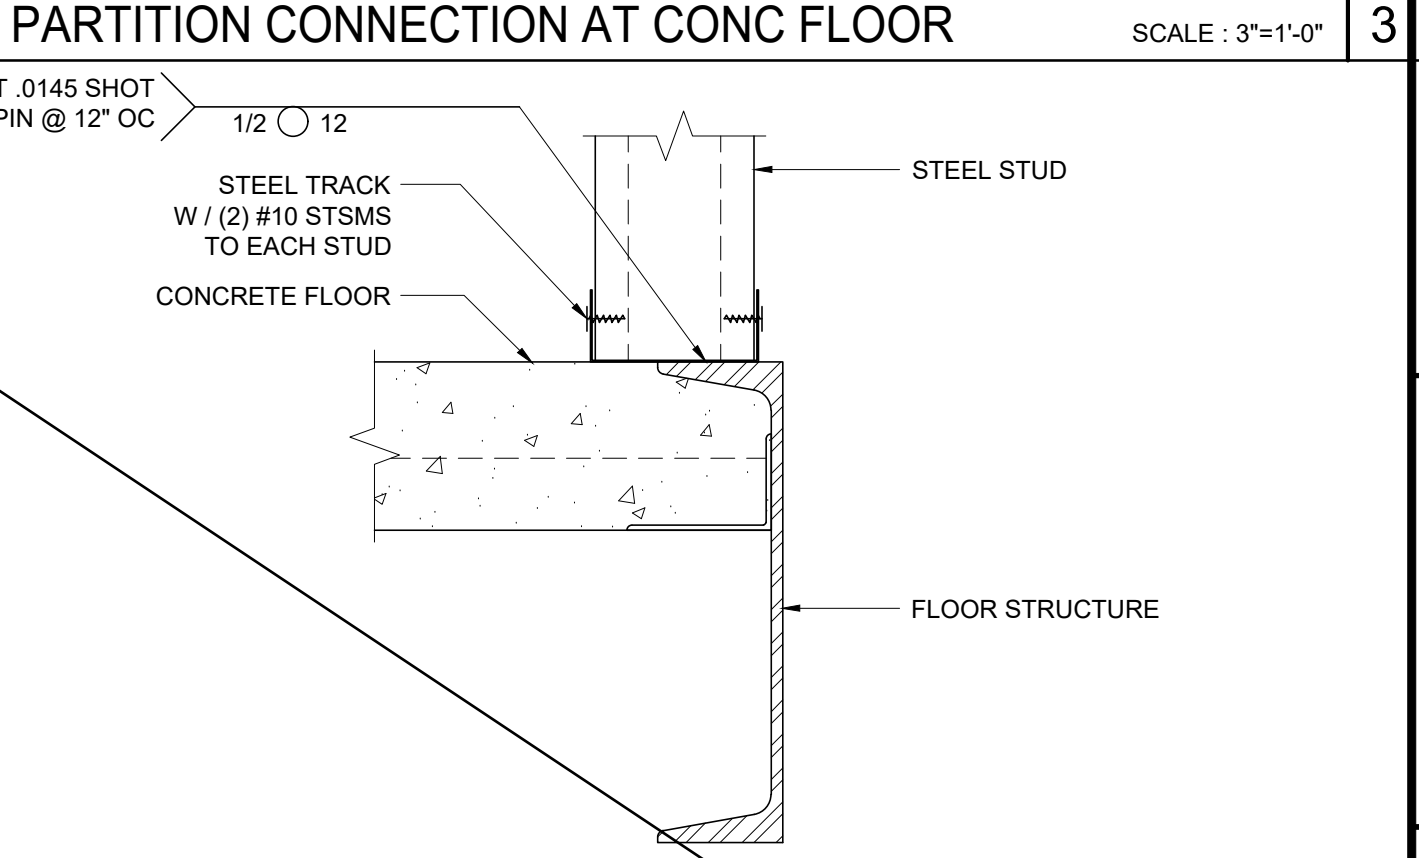 PARTITION CONNECTION AT CONC FLOOR
SCALE : 3"=1'-0"
3
.0145 SHOT
PIN @ 12" OC
1/2 12
STEEL STUD
STEEL TRACK
W / (2) #10 STSMS
TO EACH STUD
CONCRETE FLOOR
FLOOR STRUCTURE